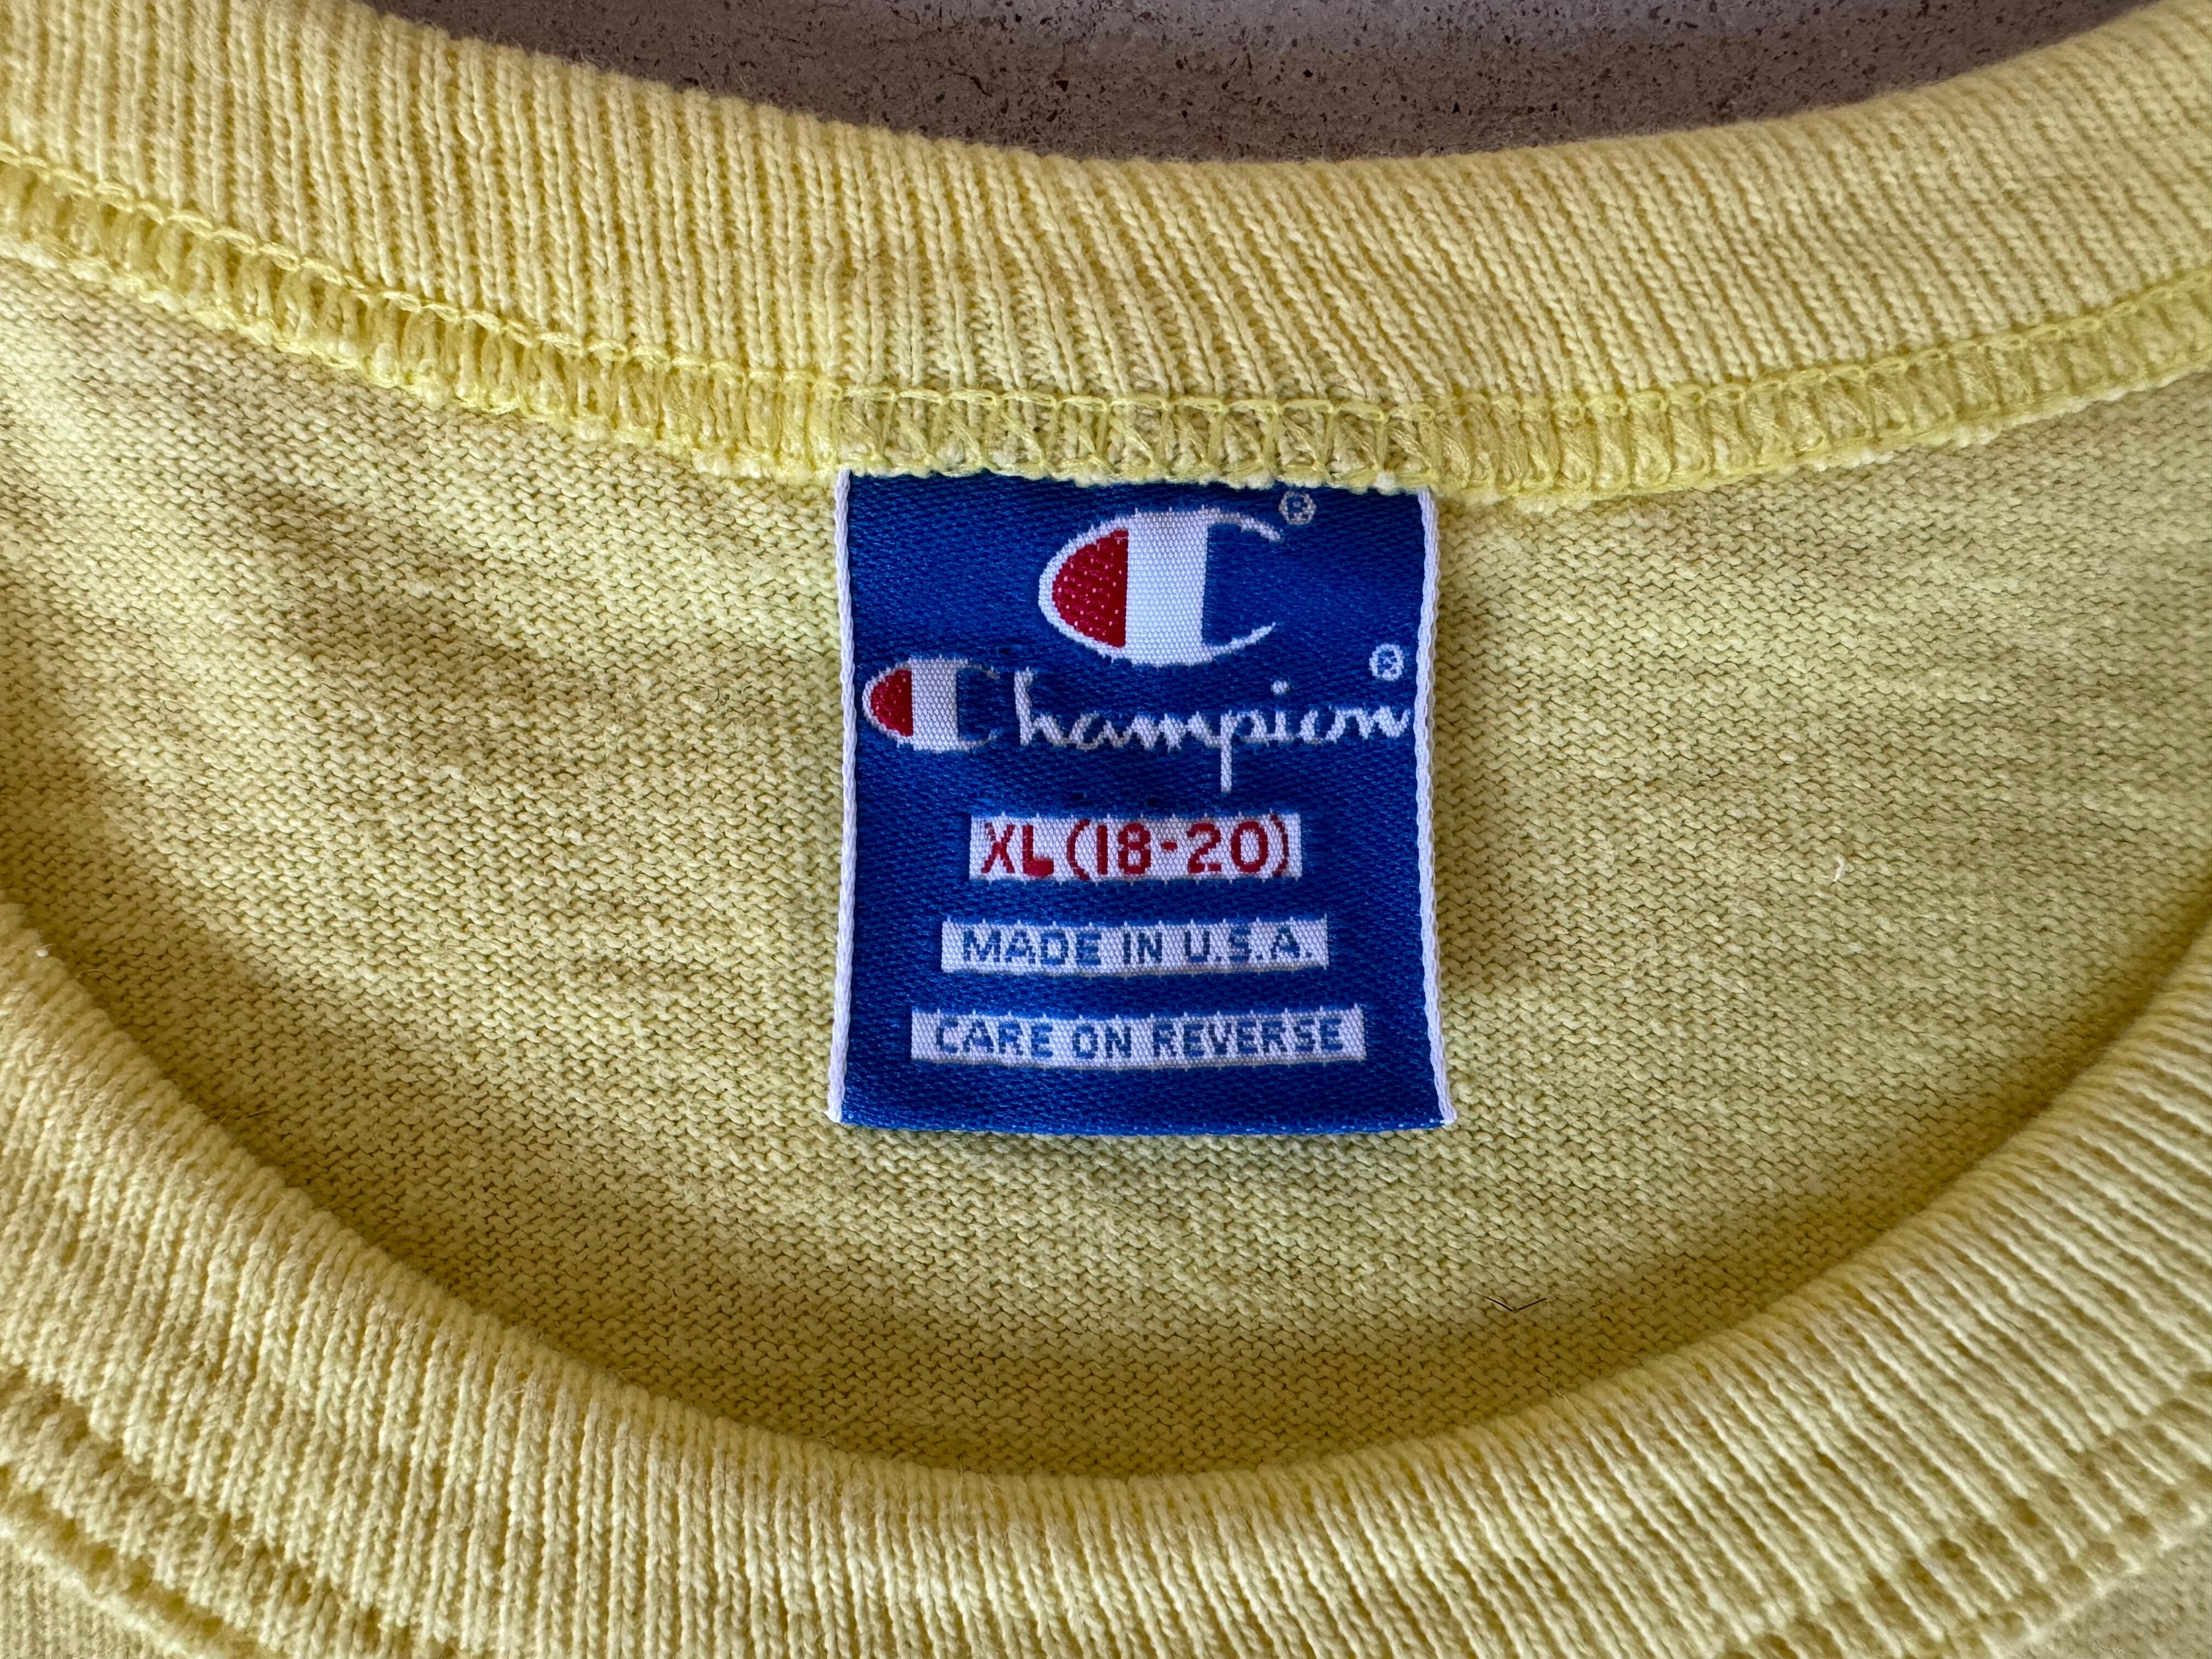 ®
Champion®
XL (18-20)
MADE IN U.S.A.
CARE ON REVERSE